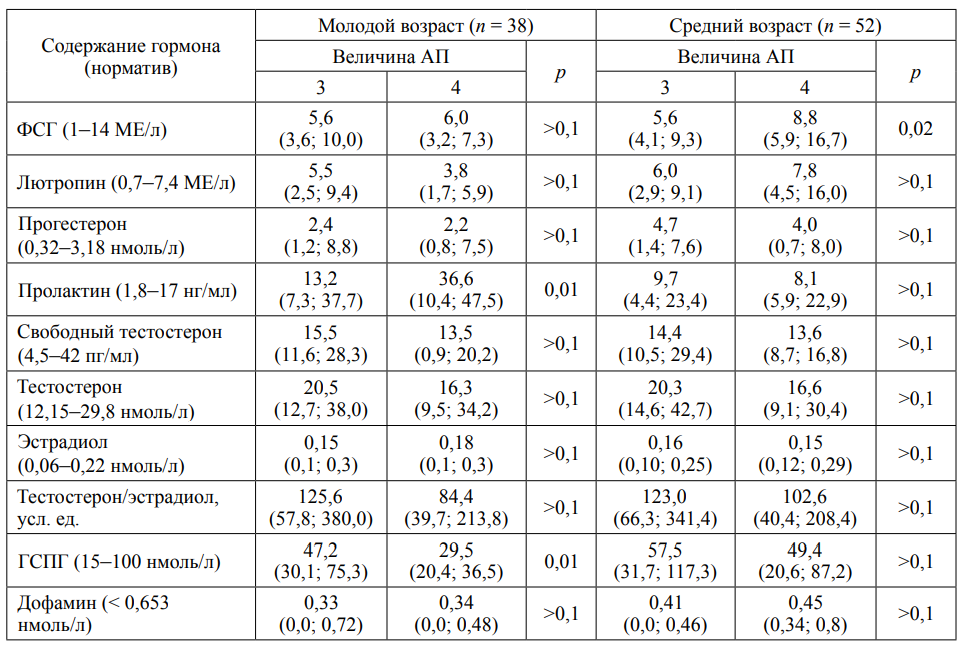 Содержание гормона (норматив) Молодой возраст (n = 38) Средний возраст (n = 52)
Величина АП p Величина АП p
3 4 3 4
ФСГ (1–14 МЕ/л) 5,6 6,0 >0,1 5,6 8,8 0,02
(3,6; 10,0) (3,2; 7,3) (4,1; 9,3) (5,9; 16,7)
Лютропин (0,7–7,4 МЕ/л) 5,5 3,8 >0,1 6,0 7,8 >0,1
(2,5; 9,4) (1,7; 5,9) (2,9; 9,1) (4,5; 16,0)
Прогестерон 2,4 2,2 >0,1 4,7 4,0 >0,1
(0,32–3,18 нмоль/л) (1,2; 8,8) (0,8; 7,5) (1,4; 7,6) (0,7; 8,0)
Пролактин (1,8–17 нг/мл) 13,2 36,6 0,01 9,7 8,1 >0,1
(7,3; 37,7) (10,4; 47,5) (4,4; 23,4) (5,9; 22,9)
Свободный тестостерон 15,5 13,5 >0,1 14,4 13,6 >0,1
(4,5–42 пг/мл) (11,6; 28,3) (0,9; 20,2) (10,5; 29,4) (8,7; 16,8)
Тестостерон 20,5 16,3 >0,1 20,3 16,6 >0,1
(12,15–29,8 нмоль/л) (12,7; 38,0) (9,5; 34,2) (14,6; 42,7) (9,1; 30,4)
Эстрадиол 0,15 0,18 >0,1 0,16 0,15 >0,1
(0,06–0,22 нмоль/л) (0,1; 0,3) (0,1; 0,3) (0,10; 0,25) (0,12; 0,29)
Тестостерон/эстрадиол, 125,6 84,4 >0,1 123,0 102,6 >0,1
усл. ед. (57,8; 380,0) (39,7; 213,8) (66,3; 341,4) (40,4; 208,4)
ГСПГ (15–100 нмоль/л) 47,2 29,5 0,01 57,5 49,4 >0,1
(30,1; 75,3) (20,4; 36,5) (31,7; 117,3) (20,6; 87,2)
Дофамин (< 0,653 0,33 0,34 >0,1 0,41 0,45 >0,1
нмоль/л) (0,0; 0,72) (0,0; 0,48) (0,0; 0,46) (0,34; 0,8)